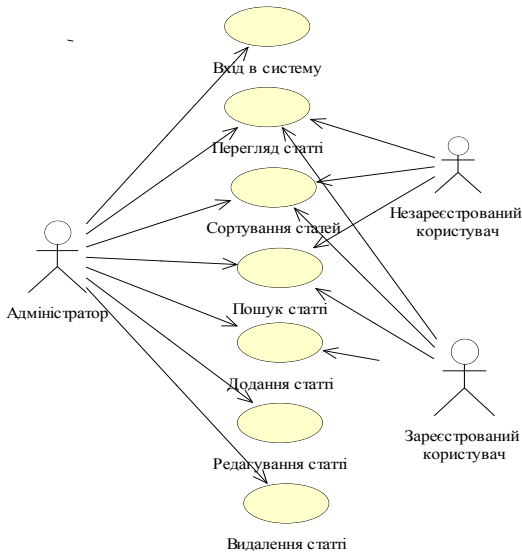 Вхід в систему
Перегляд статті
Сортування статей
Незареєстрований
користувач
Пошук статті
Адміністратор
Додання статті
Зареєстрований
користувач
Редагування статті
Видалення статті